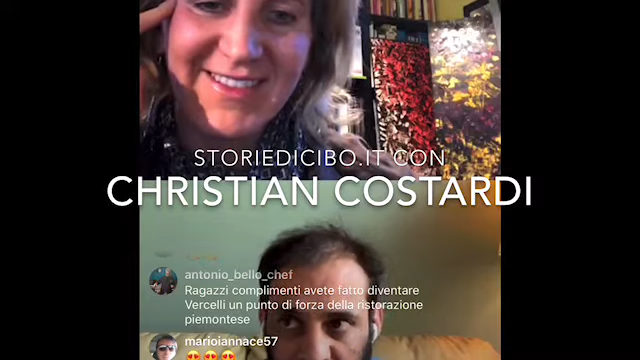 STORIEDICIBO.IT CON
CHRISTIAN COSTARDI
antonio_bello_chef
Ragazzi complimenti avete fatto diventare
Vercelli un punto di forza della ristorazione
piemontese
marioiannace57
😍😍😍